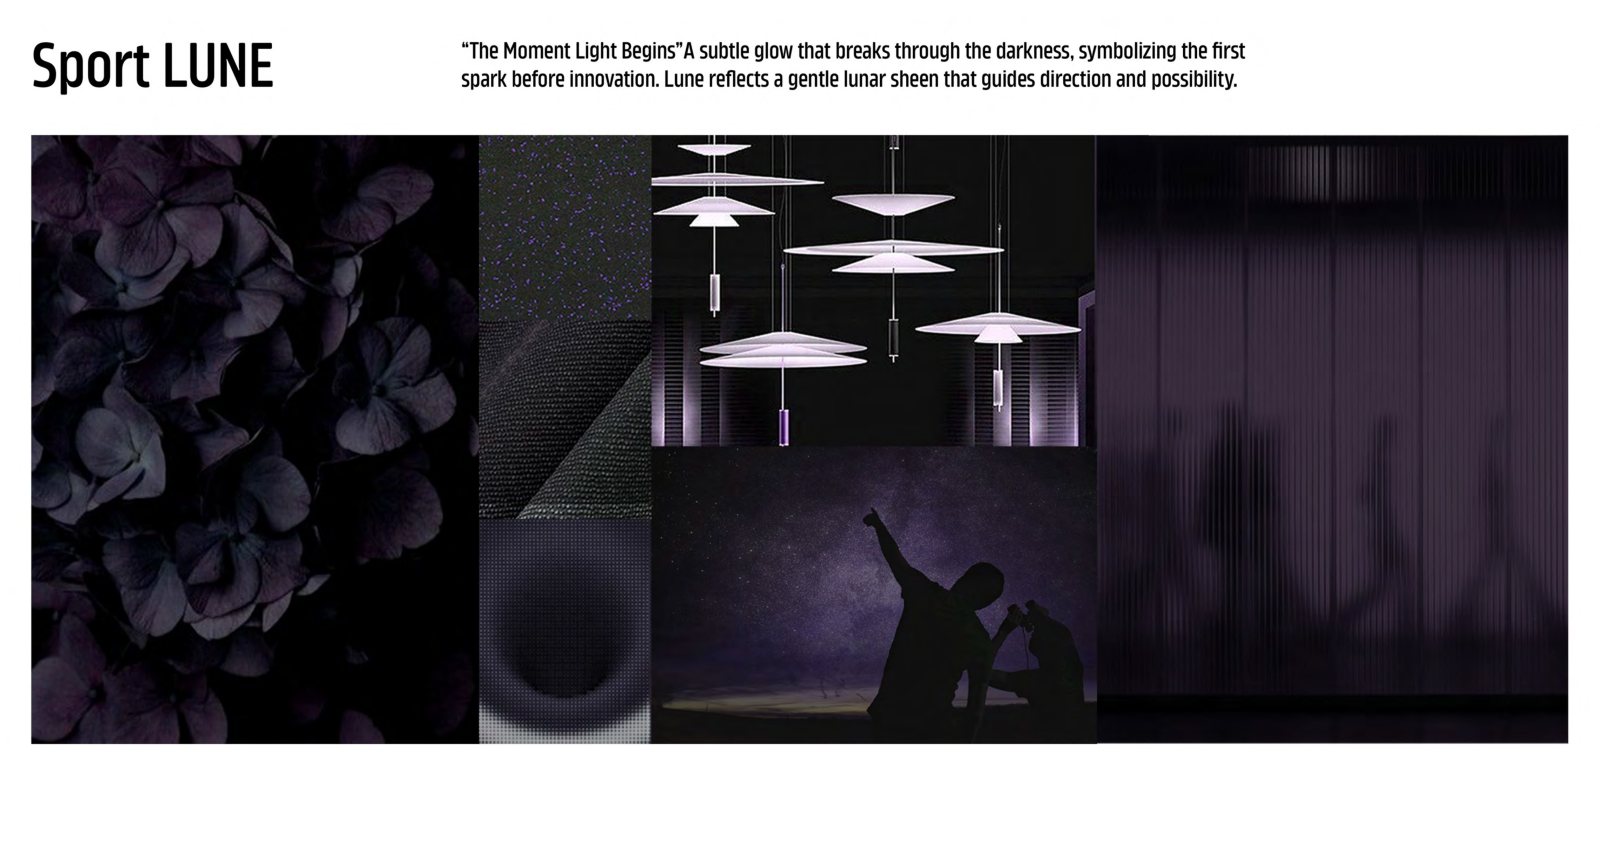 Sport LUNE
“The Moment Light Begins”A subtle glow that breaks through the darkness, symbolizing the first
spark before innovation. Lune reflects a gentle lunar sheen that guides direction and possibility.